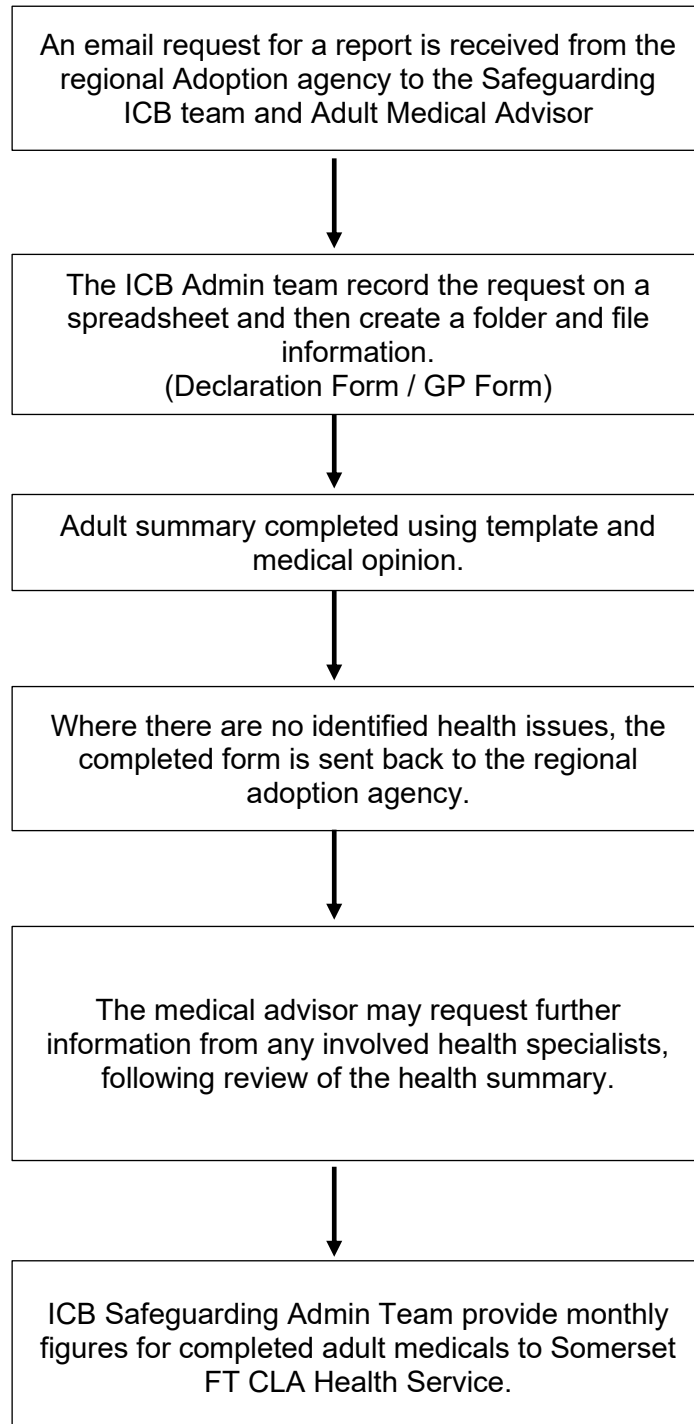 An email request for a report is received from the
regional Adoption agency to the Safeguarding
ICB team and Adult Medical Advisor
The ICB Admin team record the request on a
spreadsheet and then create a folder and file
information.
(Declaration Form / GP Form)
Adult summary completed using template and
medical opinion.
Where there are no identified health issues, the
completed form is sent back to the regional
adoption agency.
The medical advisor may request further
information from any involved health specialists,
following review of the health summary.
ICB Safeguarding Admin Team provide monthly
figures for completed adult medicals to Somerset
FT CLA Health Service.